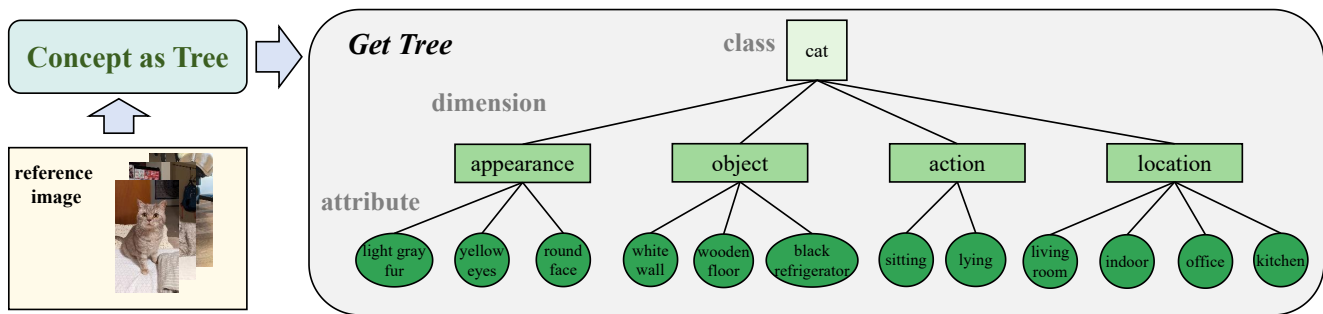 Concept as Tree
reference
image
Get Tree
class
cat
dimension
appearance
object
action
location
attribute
light gray
fur
yellow
eyes
round
face
white
wall
wooden
floor
black
refrigerator
sitting
lying
living
room
indoor
office
kitchen